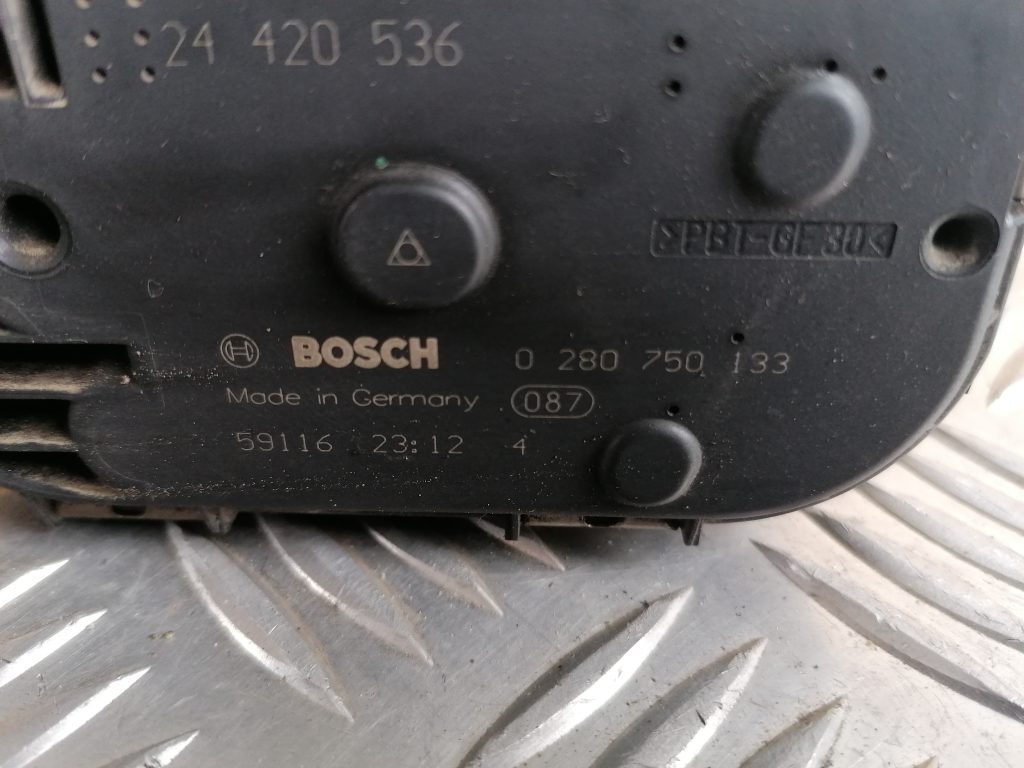 24 420 536
>PBT-GF30<
BOSCH 0 280 750 133
Made in Germany 087
59116 23:12 4